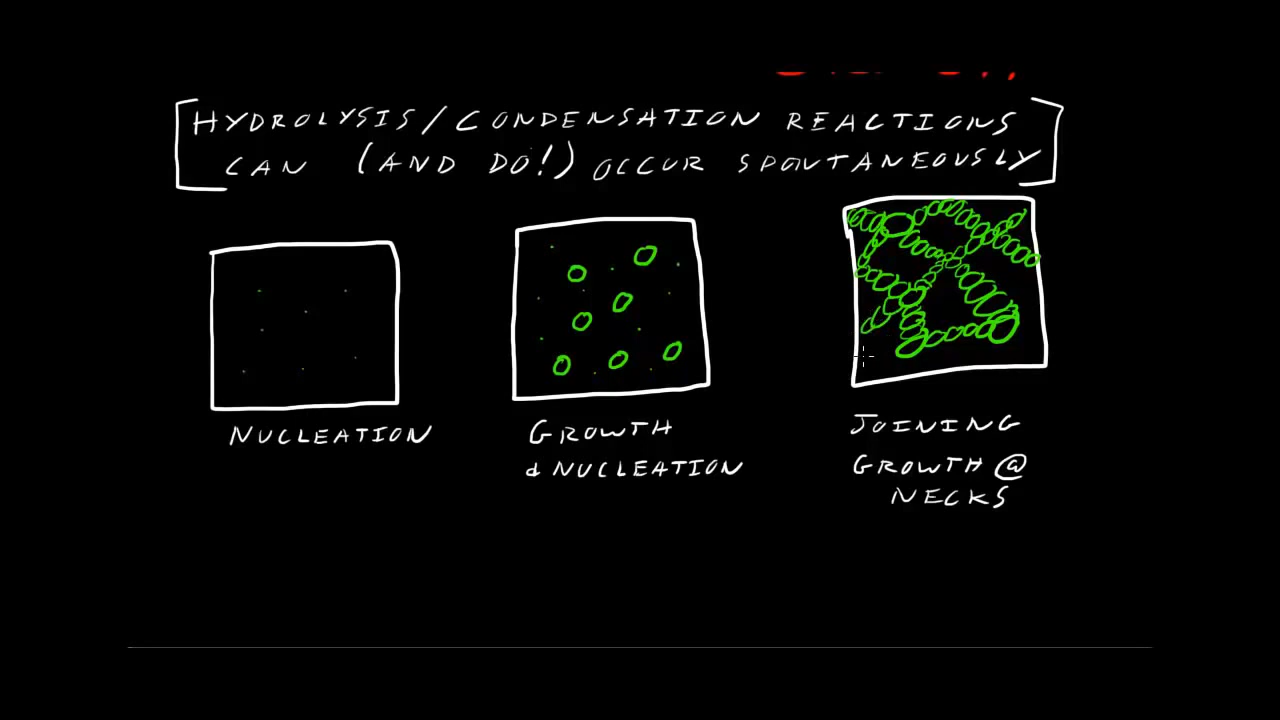 HYDROLYSIS/CONDENSATION REACTIONS
CAN (AND DO!) OCCUR SPONTANEOUSLY
NUCLEATION
GROWTH
& NUCLEATION
JOINING
GROWTH @
NECKS